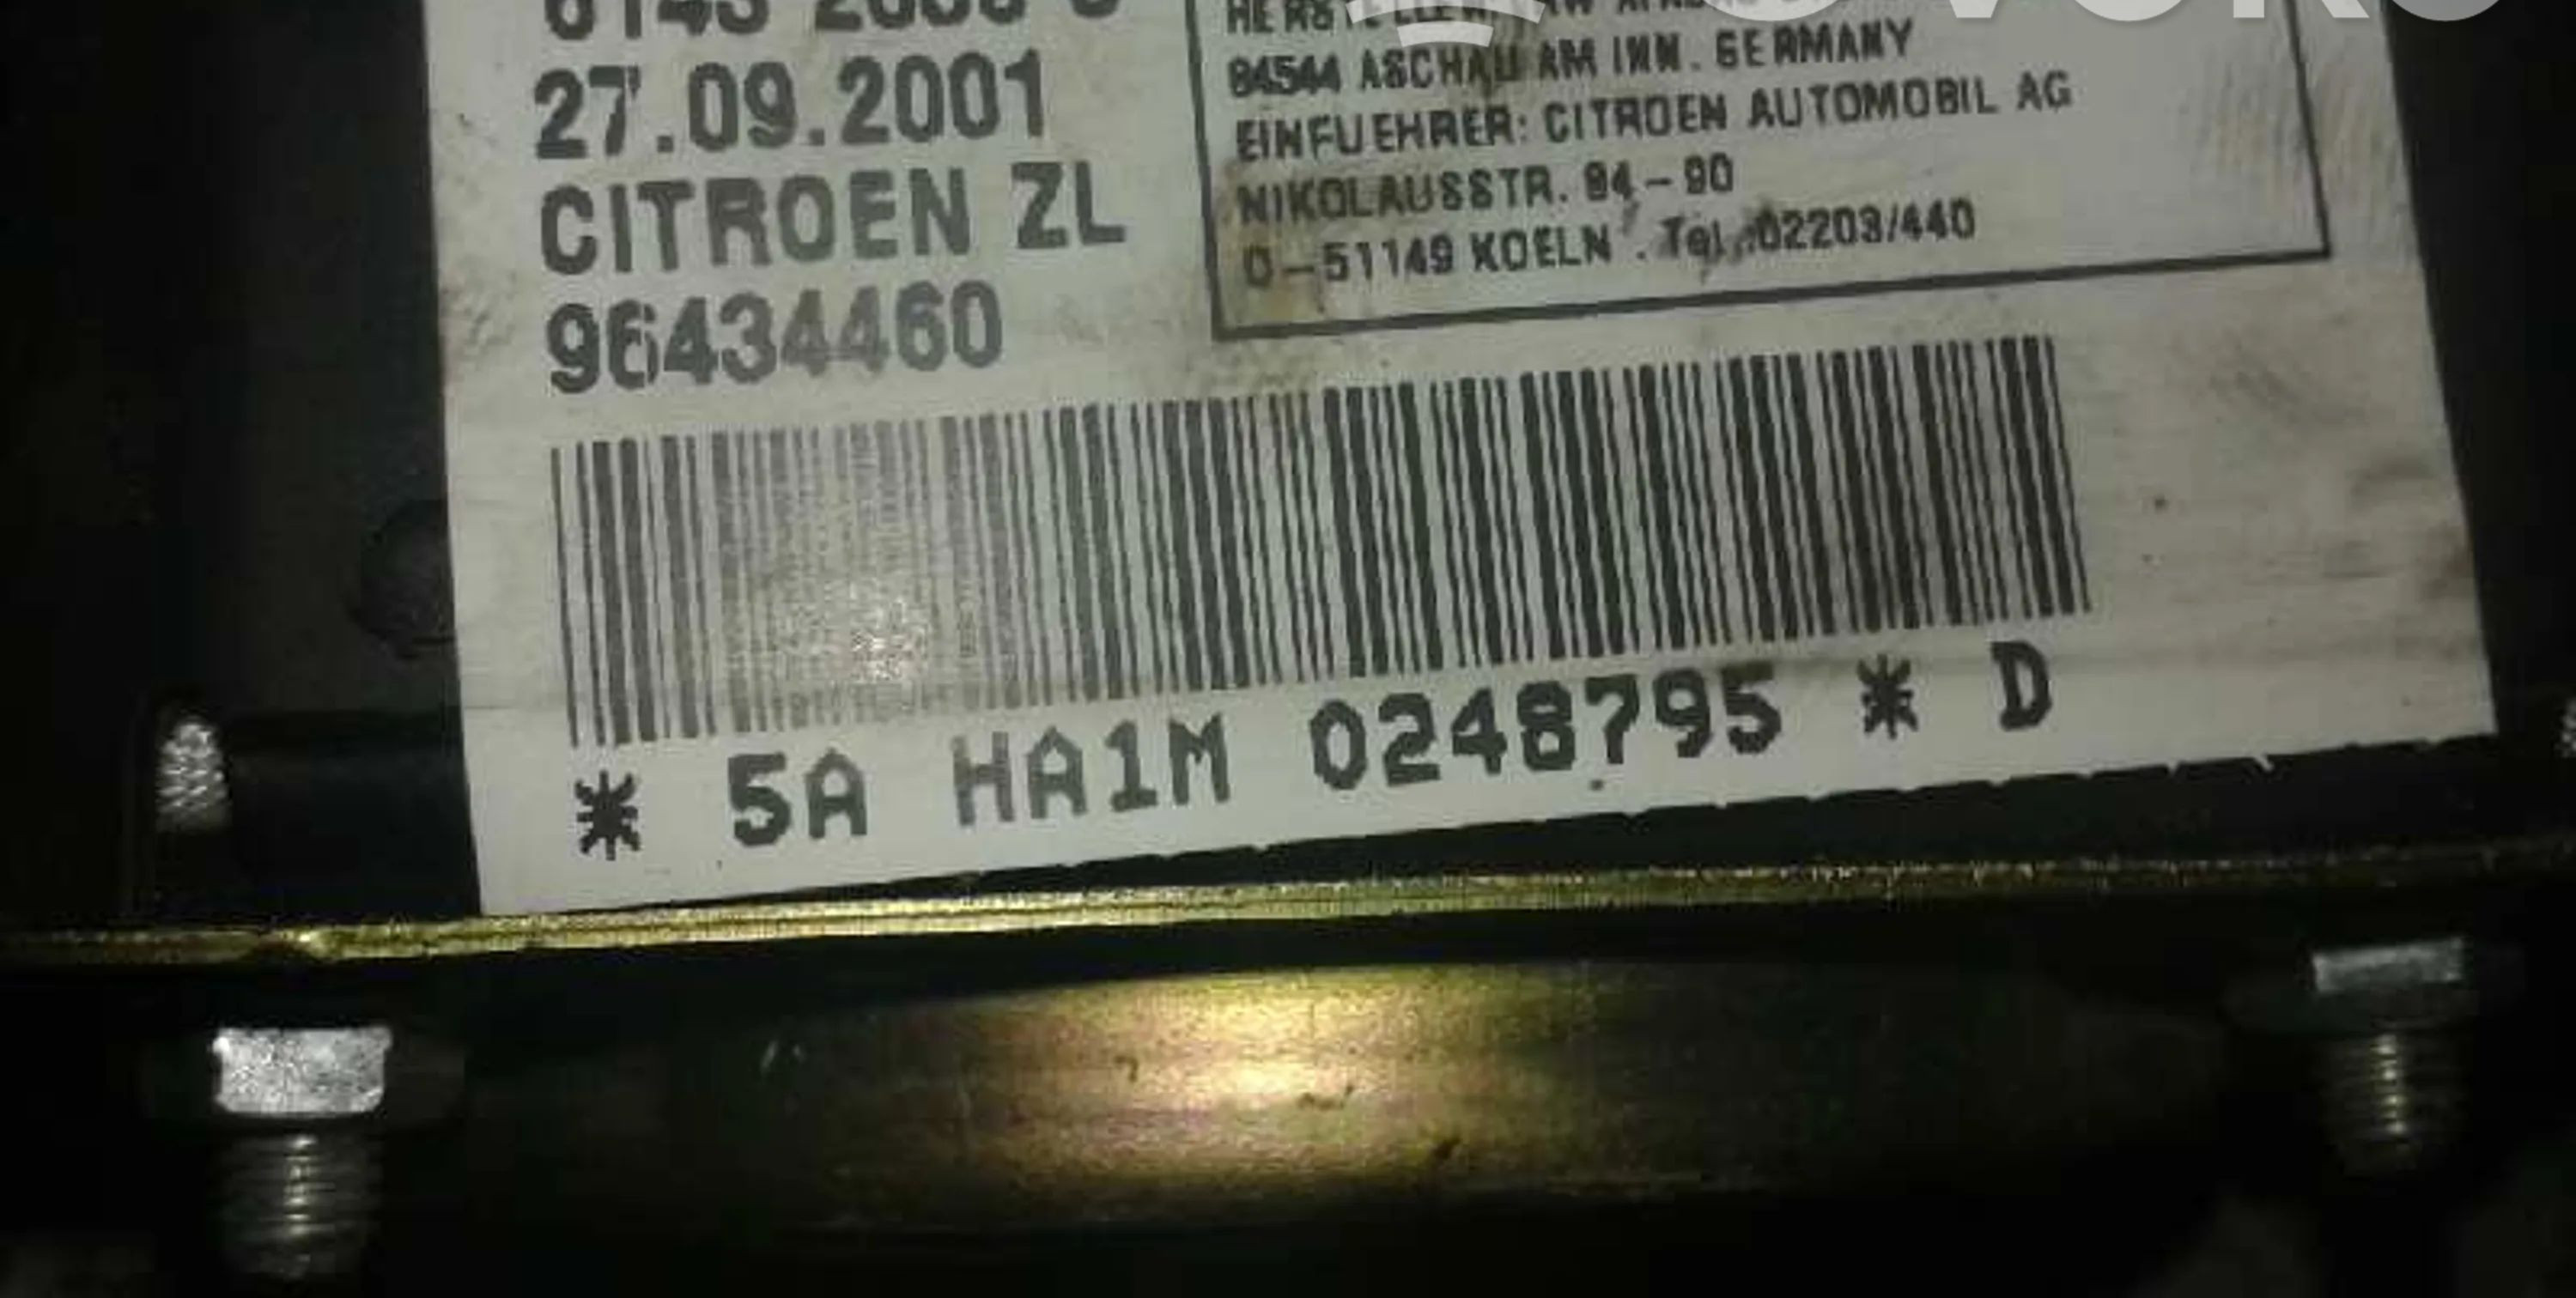 27.09.2001
CITROEN ZL
96434460
84544 ASCHAU AM INN. GERMANY
EINFUEHRER: CITROEN AUTOMOBIL AG
NIKOLAUSSTR. 84-90
D-51149 KOELN . Tel. 02203/440
* 5A HA1M 0248795 * D